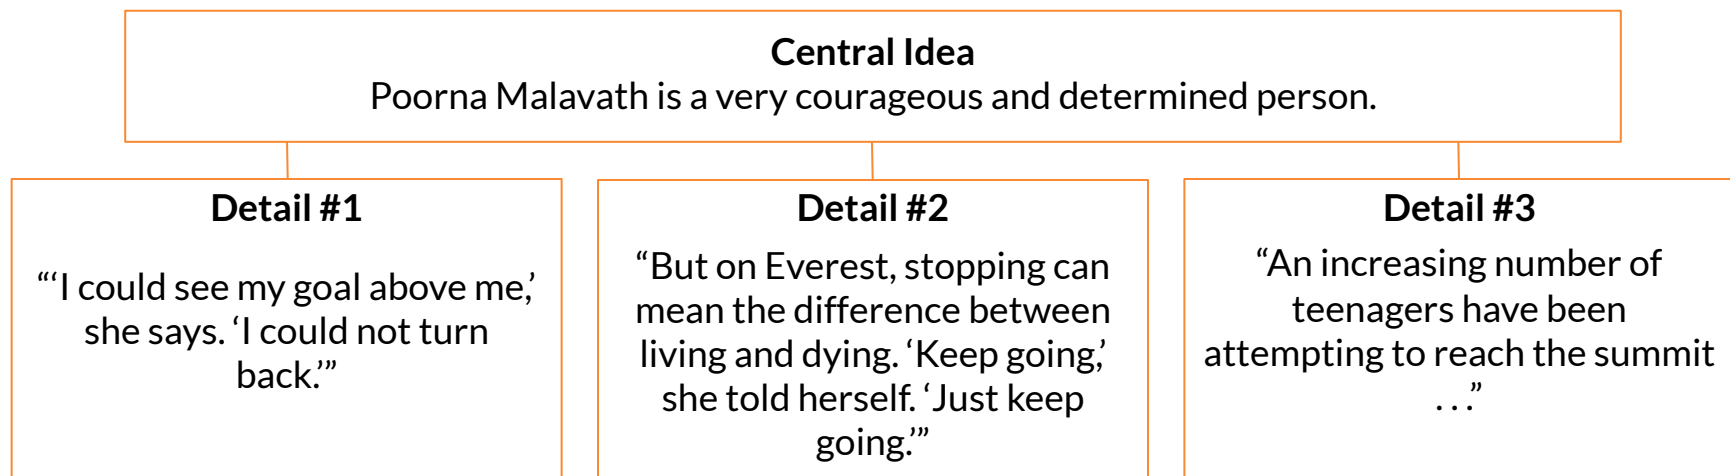 Central Idea
Poorna Malavath is a very courageous and determined person.
Detail #1
“‘I could see my goal above me,’
she says. ‘I could not turn
back.’”
Detail #2
“But on Everest, stopping can
mean the difference between
living and dying. ‘Keep going,’
she told herself. ‘Just keep
going.’”
Detail #3
“An increasing number of
teenagers have been
attempting to reach the summit
. . .”